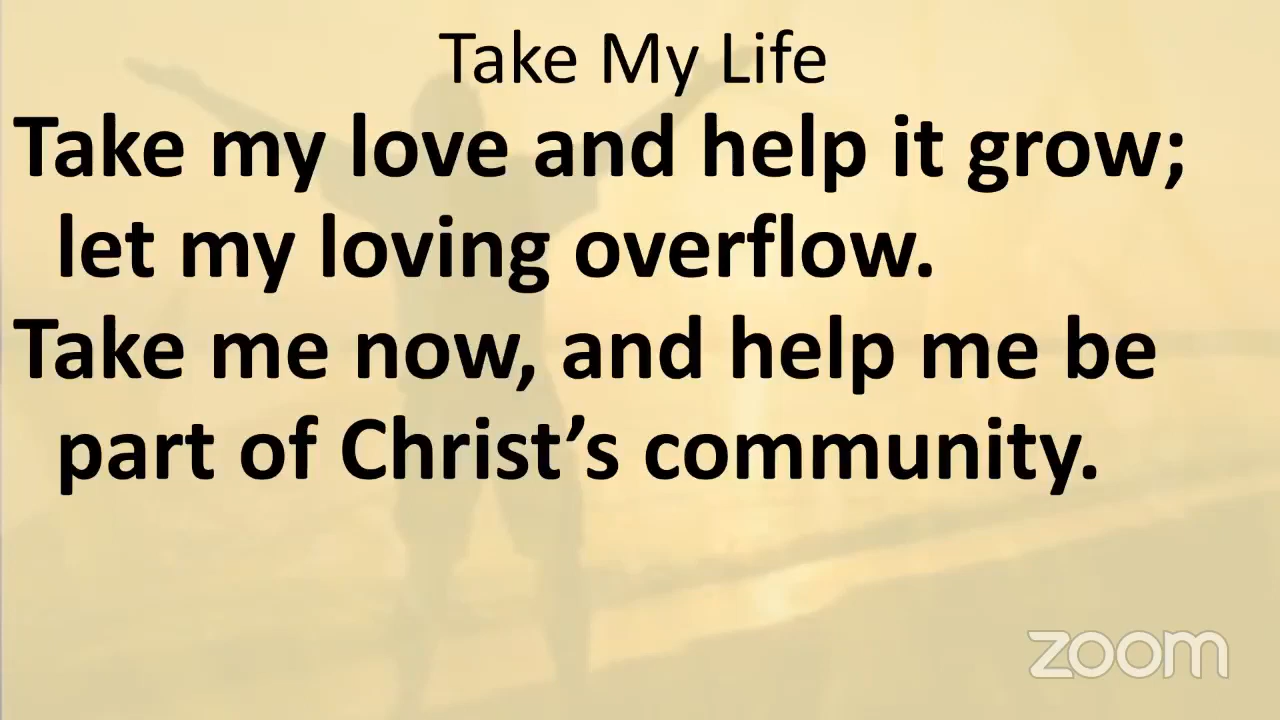 Take My Life
Take my love and help it grow;
let my loving overflow.
Take me now, and help me be
part of Christ’s community.
zoom